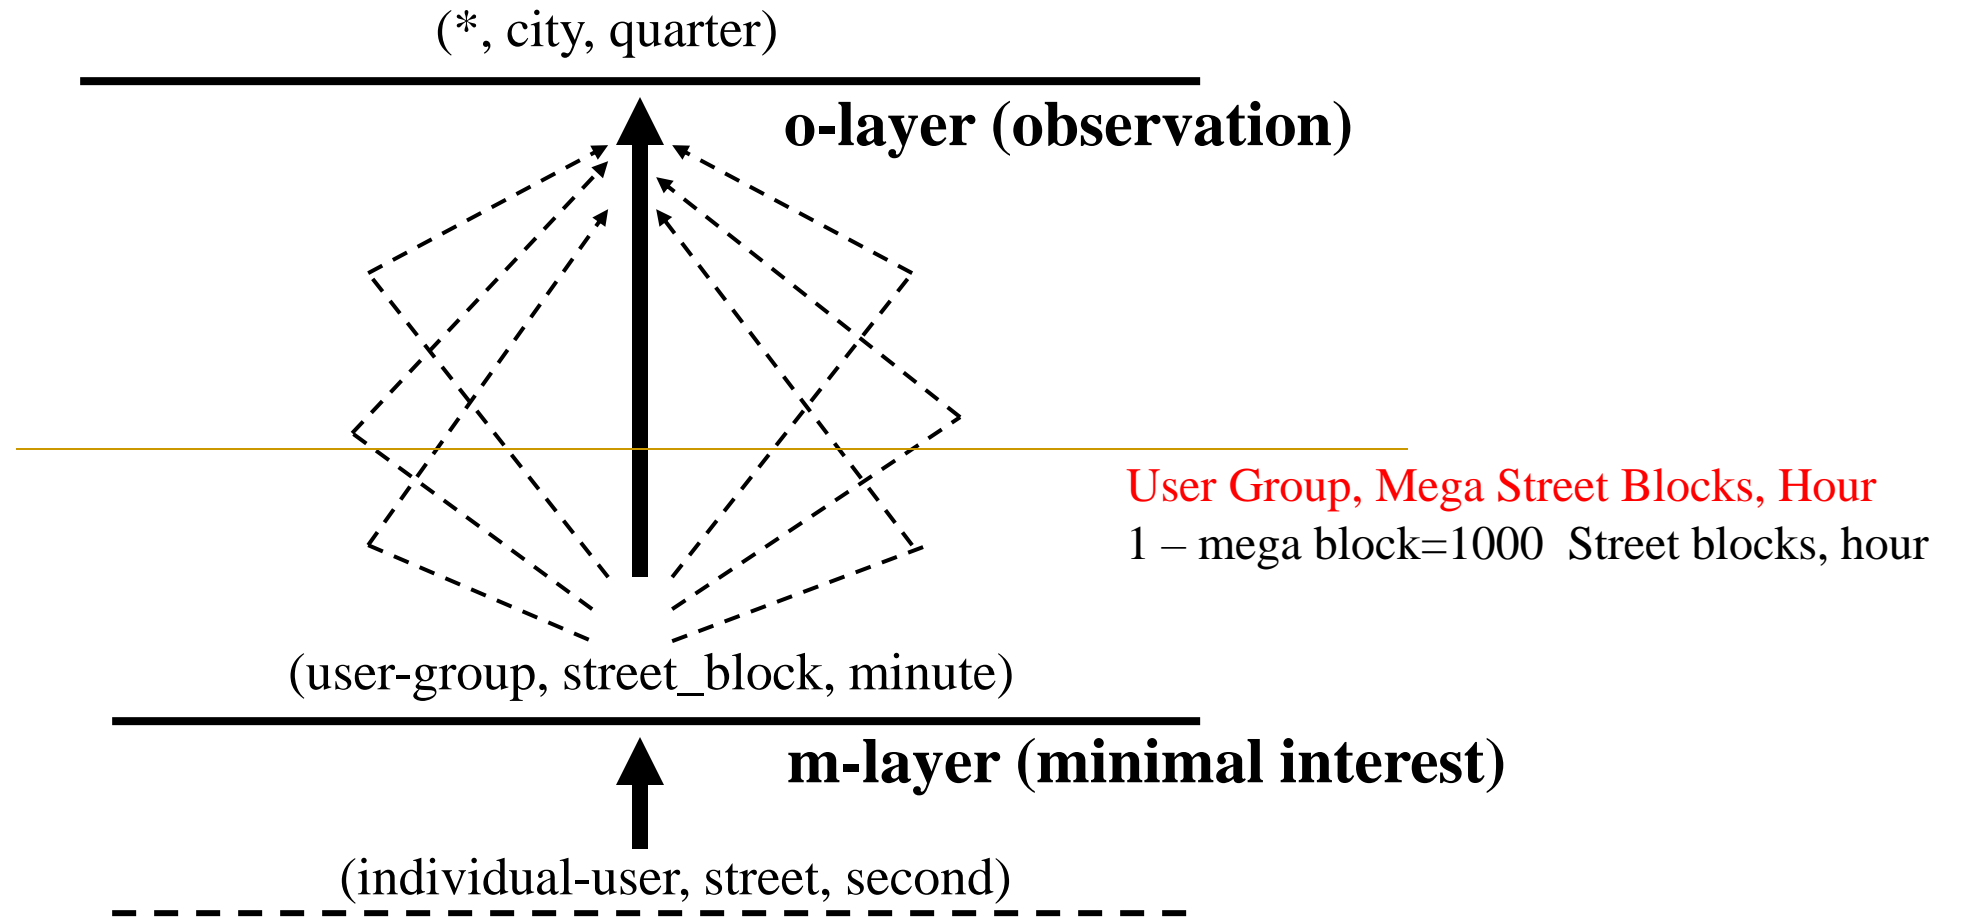 (*, city, quarter)
o-layer (observation)
User Group, Mega Street Blocks, Hour
1 – mega block=1000  Street blocks, hour
(user-group, street_block, minute)
m-layer (minimal interest)
(individual-user, street, second)